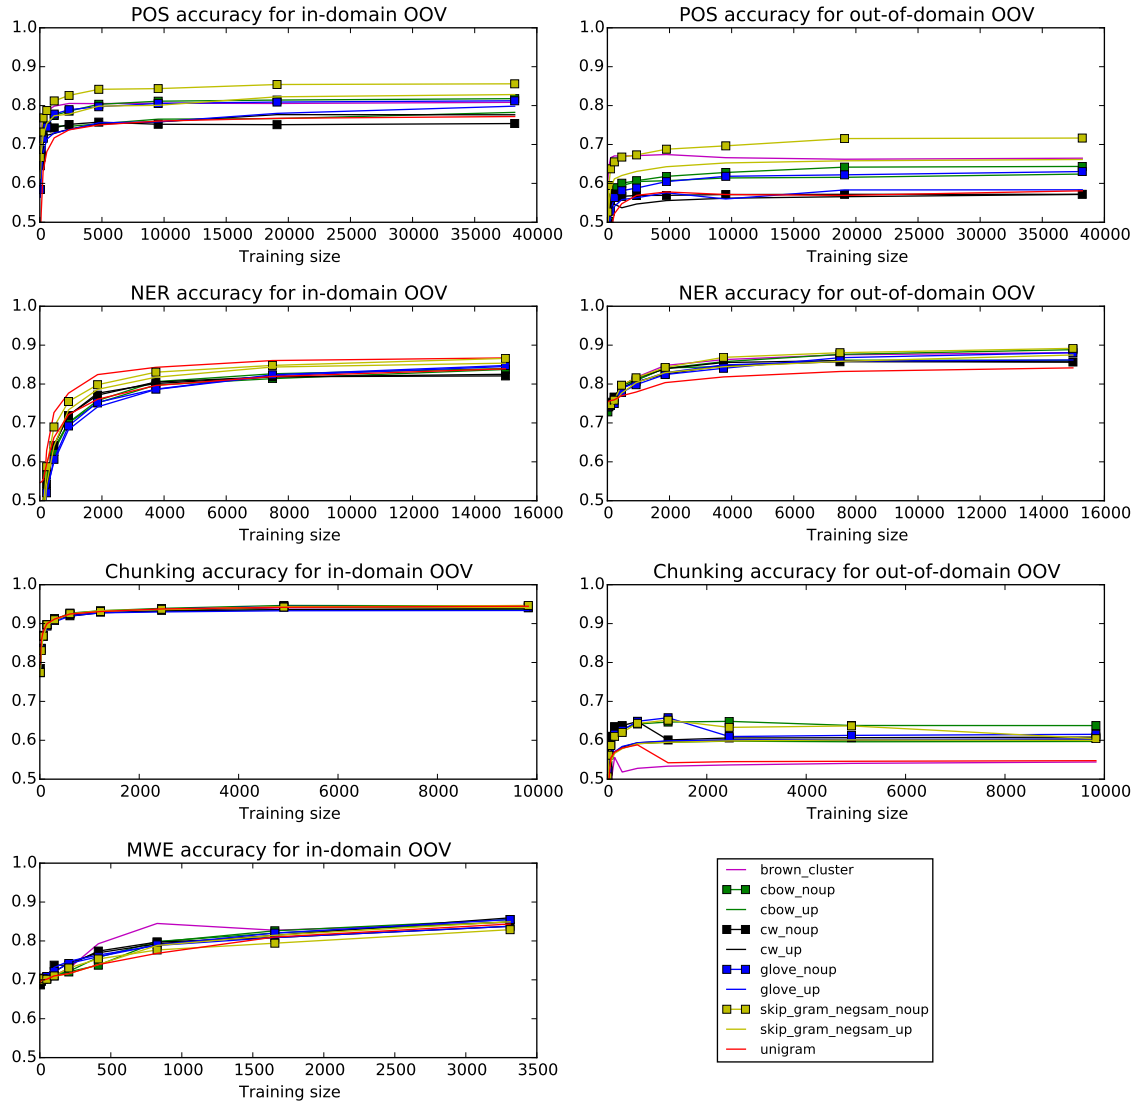 POS accuracy for in-domain OOV
1.0
0.9
0.8
0.7
0.6
0.5
0 5000 10000 15000 20000 25000 30000 35000 40000
Training size
POS accuracy for out-of-domain OOV
1.0
0.9
0.8
0.7
0.6
0.5
0 5000 10000 15000 20000 25000 30000 35000 40000
Training size
NER accuracy for in-domain OOV
1.0
0.9
0.8
0.7
0.6
0.5
0 2000 4000 6000 8000 10000 12000 14000 16000
Training size
NER accuracy for out-of-domain OOV
1.0
0.9
0.8
0.7
0.6
0.5
0 2000 4000 6000 8000 10000 12000 14000 16000
Training size
Chunking accuracy for in-domain OOV
1.0
0.9
0.8
0.7
0.6
0.5
0 2000 4000 6000 8000 10000
Training size
Chunking accuracy for out-of-domain OOV
1.0
0.9
0.8
0.7
0.6
0.5
0 2000 4000 6000 8000 10000
Training size
MWE accuracy for in-domain OOV
1.0
0.9
0.8
0.7
0.6
0.5
0 500 1000 1500 2000 2500 3000 3500
Training size
brown_cluster
cbow_noup
cbow_up
cw_noup
cw_up
glove_noup
glove_up
skip_gram_negsam_noup
skip_gram_negsam_up
unigram